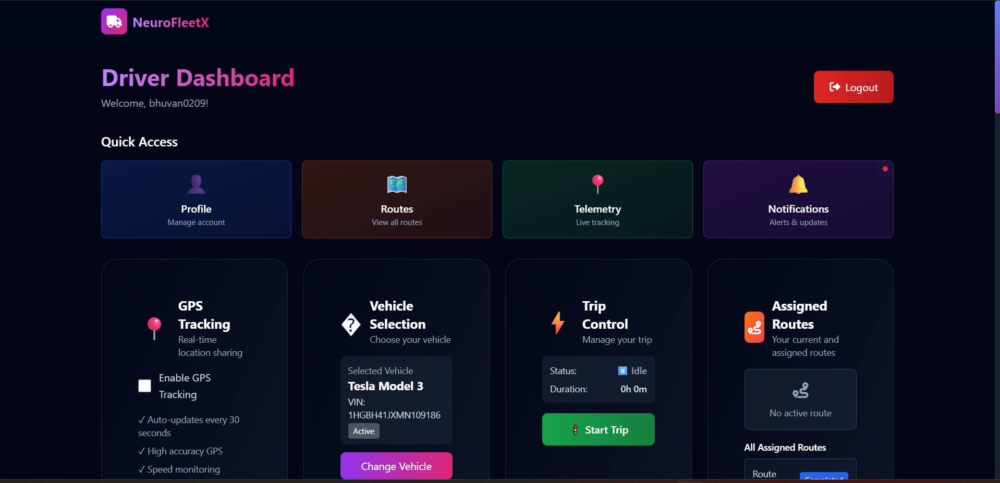 NeuroFleetX
Driver Dashboard
Welcome, bhuvan0209!
Logout
Quick Access
Profile
Manage account
Routes
View all routes
Telemetry
Live tracking
Notifications
Alerts & updates
GPS
Tracking
Real-time
location sharing
Enable GPS
Tracking
✓ Auto-updates every 30
seconds
✓ High accuracy GPS
✓ Speed monitoring
?
Vehicle
Selection
Choose your vehicle
Selected Vehicle
Tesla Model 3
VIN:
1HGBH41JXMN109186
Active
Change Vehicle
Trip
Control
Manage your trip
Status: Idle
Duration: 0h 0m
Start Trip
Assigned
Routes
Your current and
assigned routes
No active route
All Assigned Routes
Route
Completed